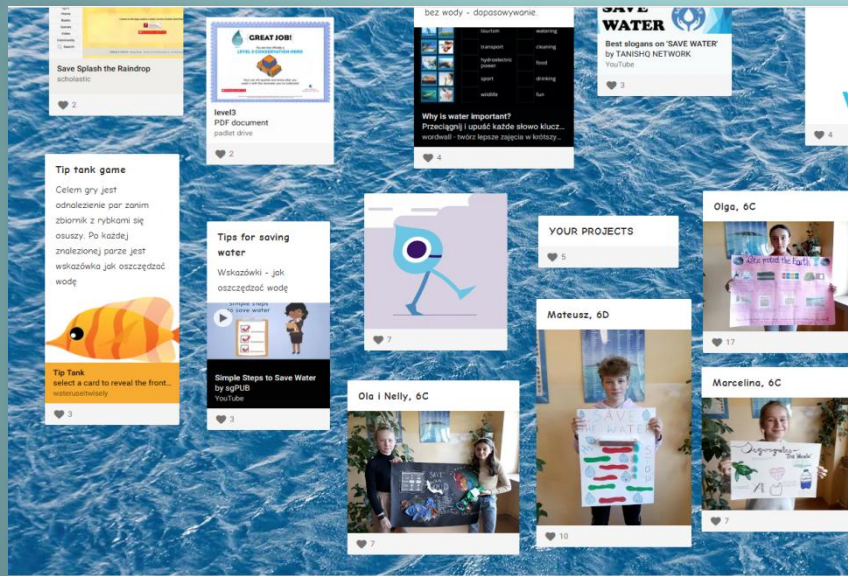 Save Splash the Raindrop
scholastic
2
GREAT JOB!
level3
PDF document
padlet drive
2
bez wody - dopasowywanie.
tourism
watering
transport
cleaning
hydroelectric
power
food
sport
drinking
wildlife
fun
Why is water important?
Przeciągnij i upuść każde słowo klucz...
wordwall - twórz lepsze zajęcia w krótszy...
4
SAVE
WATER
Best slogans on 'SAVE WATER'
by TANISHQ NETWORK
YouTube
3
4
Tip tank game
Celem gry jest
odnalezienie par zanim
zbiornik z rybkami się
osuszy. Po każdej
znalezionej parze jest
wskazówka jak oszczędzać
wodę
Tip Tank
select a card to reveal the front...
wateruseitwisely
3
Tips for saving
water
Wskazówki - jak
oszczędzać wodę
Simple steps
to save water
Simple Steps to Save Water
by sgPUB
YouTube
3
7
YOUR PROJECTS
5
Olga, 6C
17
Mateusz, 6D
SAVE
THE WATER
10
Ola i Nelly, 6C
7
Marcelina, 6C
7